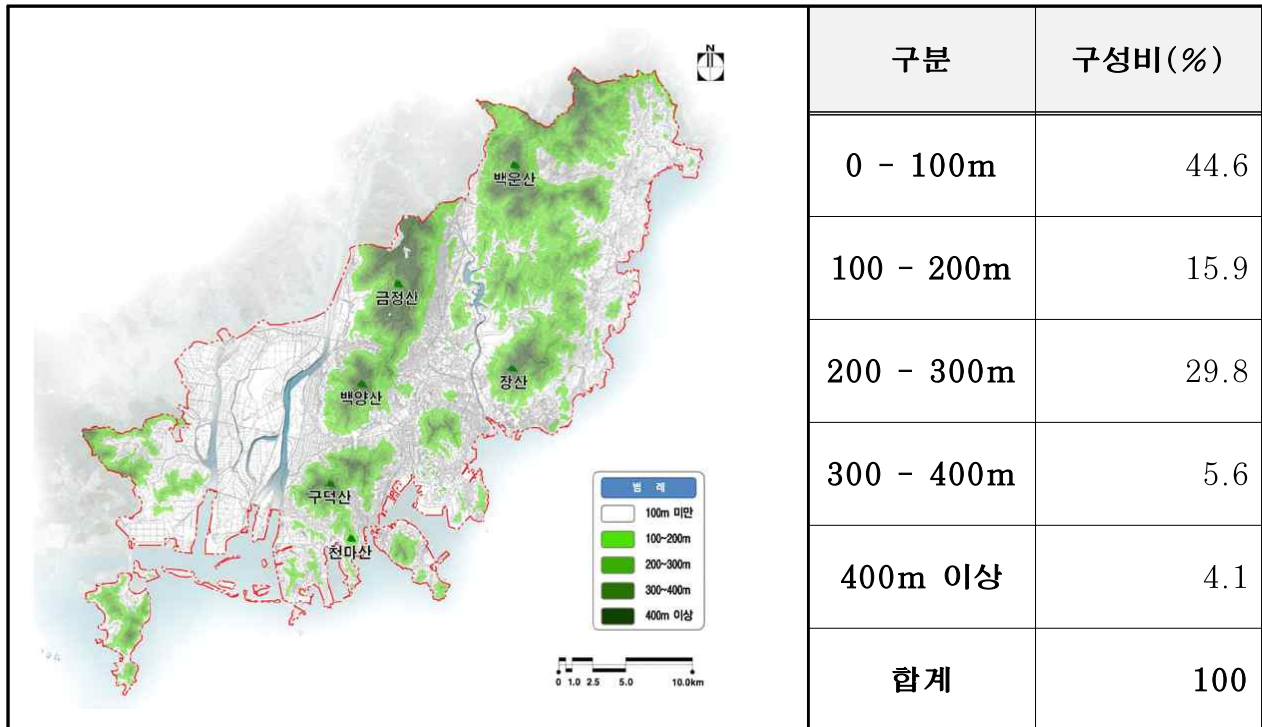 N
백운산
금정산
백양산
장산
구덕산
천마산
범 례
100m 미만
100~200m
200~300m
300~400m
400m 이상
0 1.0 2.5 5.0 10.0km
구분 구성비(%)
0 - 100m 44.6
100 - 200m 15.9
200 - 300m 29.8
300 - 400m 5.6
400m 이상 4.1
합계 100